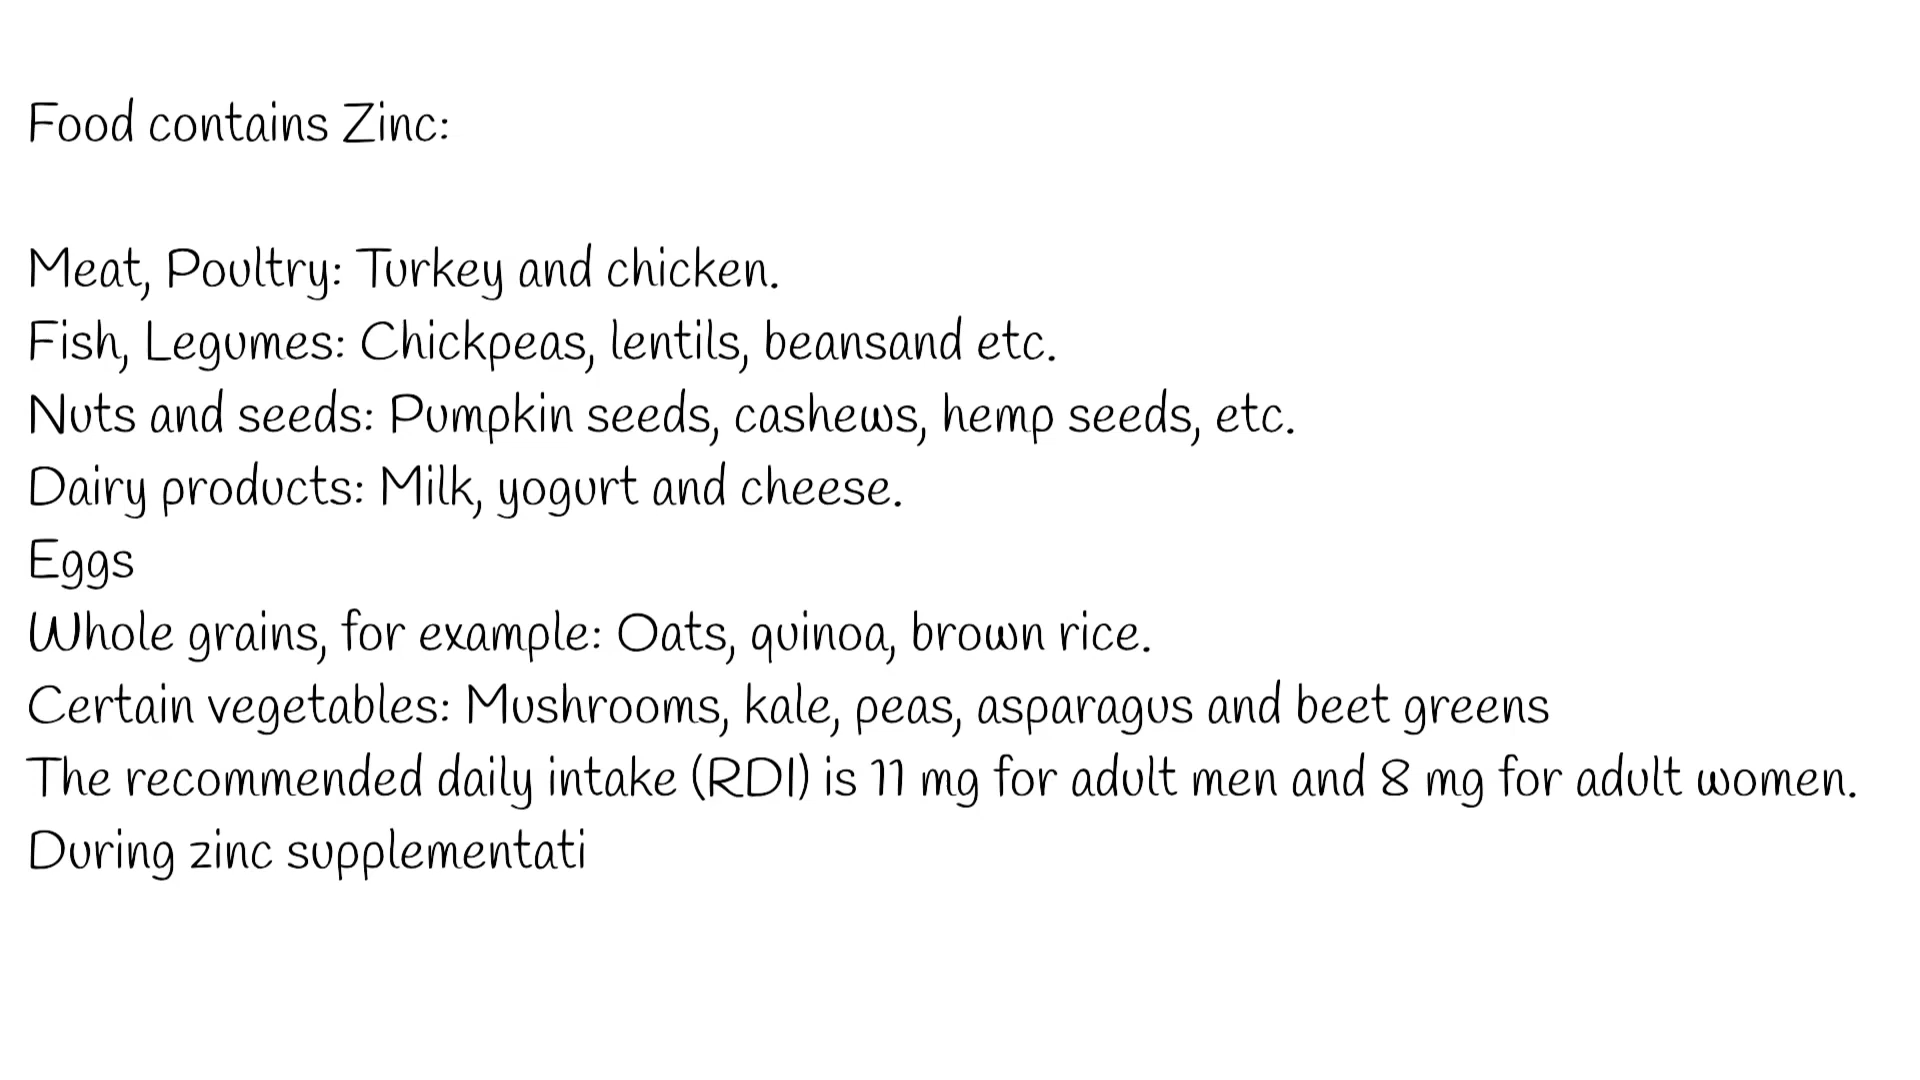 Food contains Zinc:
Meat, Poultry: Turkey and chicken.
Fish, Legumes: Chickpeas, lentils, beansand etc.
Nuts and seeds: Pumpkin seeds, cashews, hemp seeds, etc.
Dairy products: Milk, yogurt and cheese.
Eggs
Whole grains, for example: Oats, quinoa, brown rice.
Certain vegetables: Mushrooms, kale, peas, asparagus and beet greens
The recommended daily intake (RDI) is 11 mg for adult men and 8 mg for adult women.
During zinc supplementati